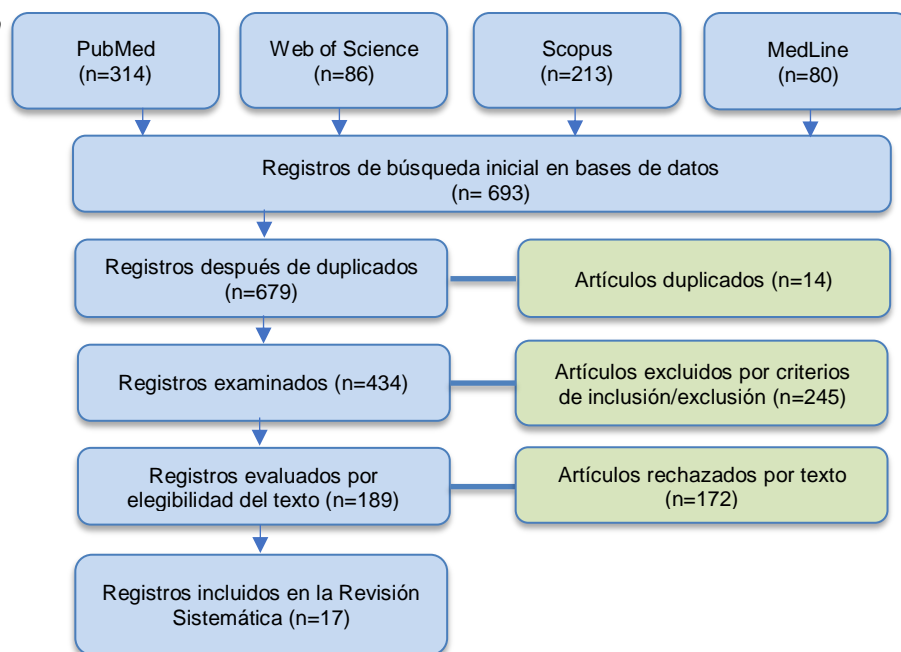 PubMed
(n=314)
Web of Science
(n=86)
Scopus
(n=213)
MedLine
(n=80)
Registros de búsqueda inicial en bases de datos
(n= 693)
Registros después de duplicados
(n=679)
Artículos duplicados (n=14)
Registros examinados (n=434)
Artículos excluidos por criterios
de inclusión/exclusión (n=245)
Registros evaluados por
elegibilidad del texto (n=189)
Artículos rechazados por texto
(n=172)
Registros incluidos en la Revisión
Sistemática (n=17)